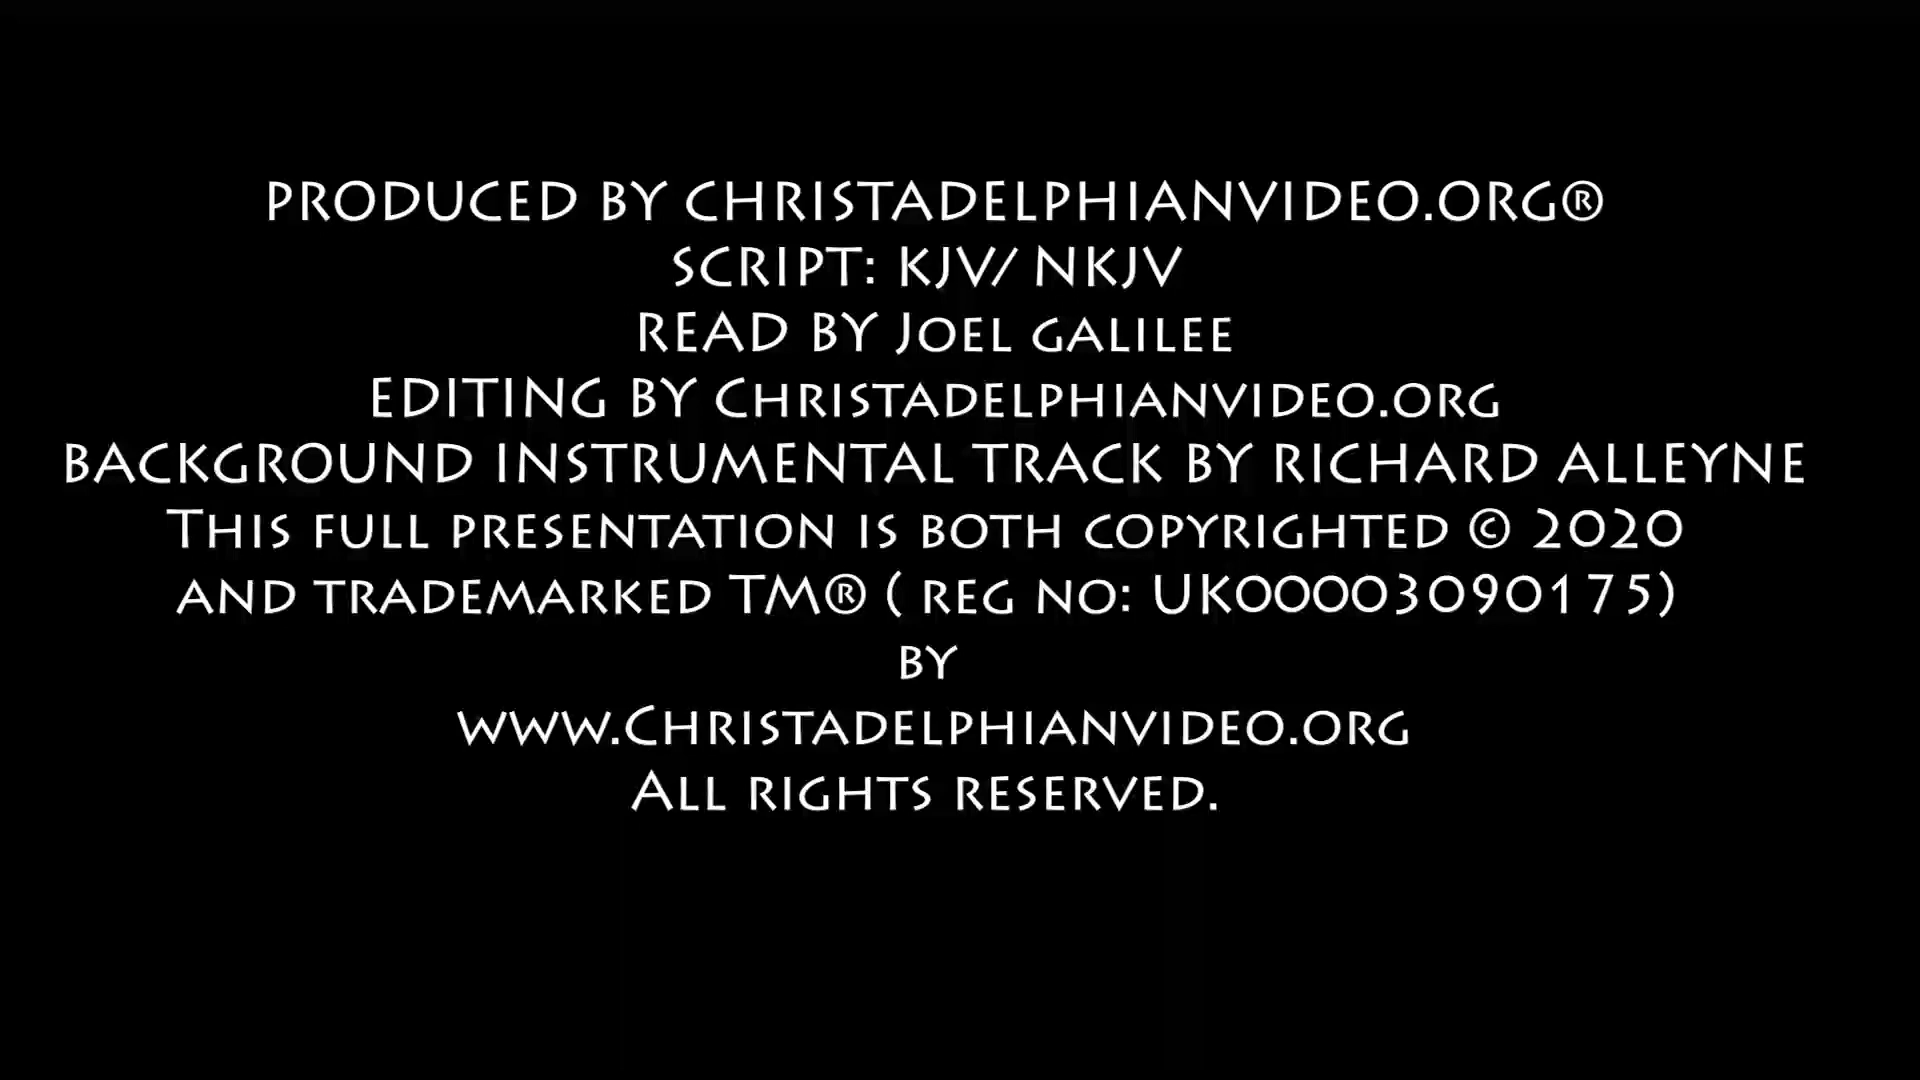 PRODUCED BY CHRISTADELPHIANVIDEO.ORG®
SCRIPT: KJV/ NKJV
READ BY Joel galilee
EDITING BY Christadelphianvideo.org
BACKGROUND INSTRUMENTAL TRACK BY RICHARD ALLEYNE
This full presentation is both copyrighted © 2020
and trademarked TM® ( reg no: UK00003090175)
by
www.Christadelphianvideo.org
All rights reserved.